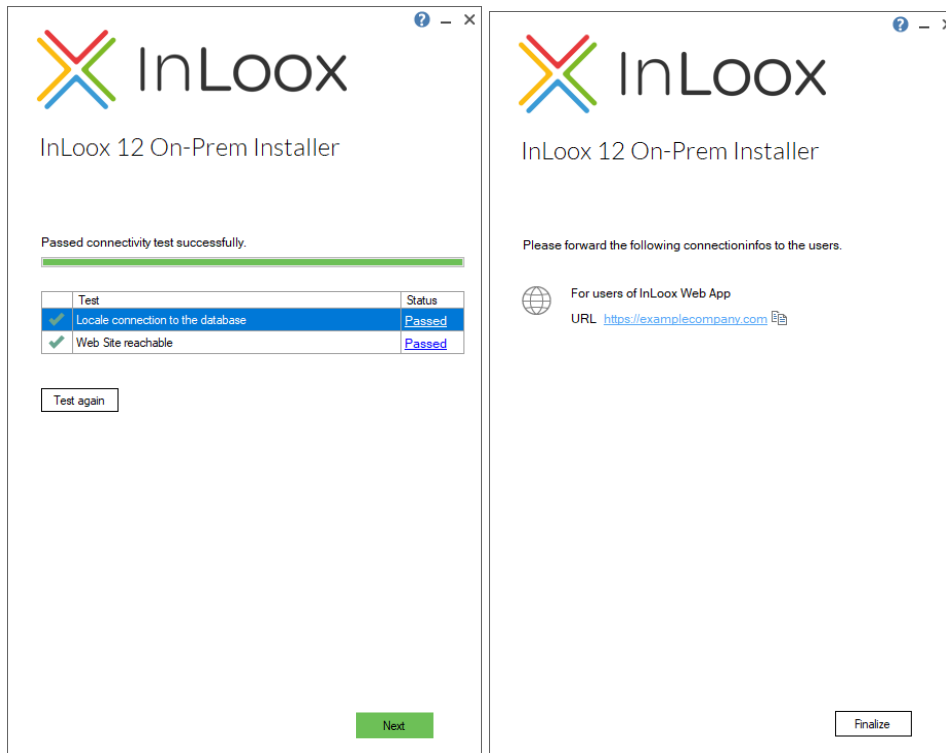 InLoox
InLoox 12 On-Prem Installer
Passed connectivity test successfully.
Test Status
Locale connection to the database Passed
Web Site reachable Passed
Test again
Next
InLoox
InLoox 12 On-Prem Installer
Please forward the following connectioninfos to the users.
For users of InLoox Web App
URL https://examplecompany.com
Finalize